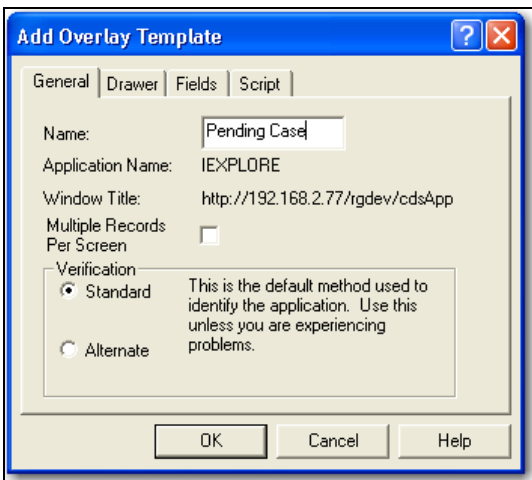 Add Overlay Template
General Drawer Fields Script
Name: Pending Case
Application Name: IEXPLORE
Window Title: http://192.168.2.77/rgdev/cdsApp
Multiple Records
Per Screen
Verification
Standard
This is the default method used to
identify the application. Use this
unless you are experiencing
problems.
Alternate
OK Cancel Help